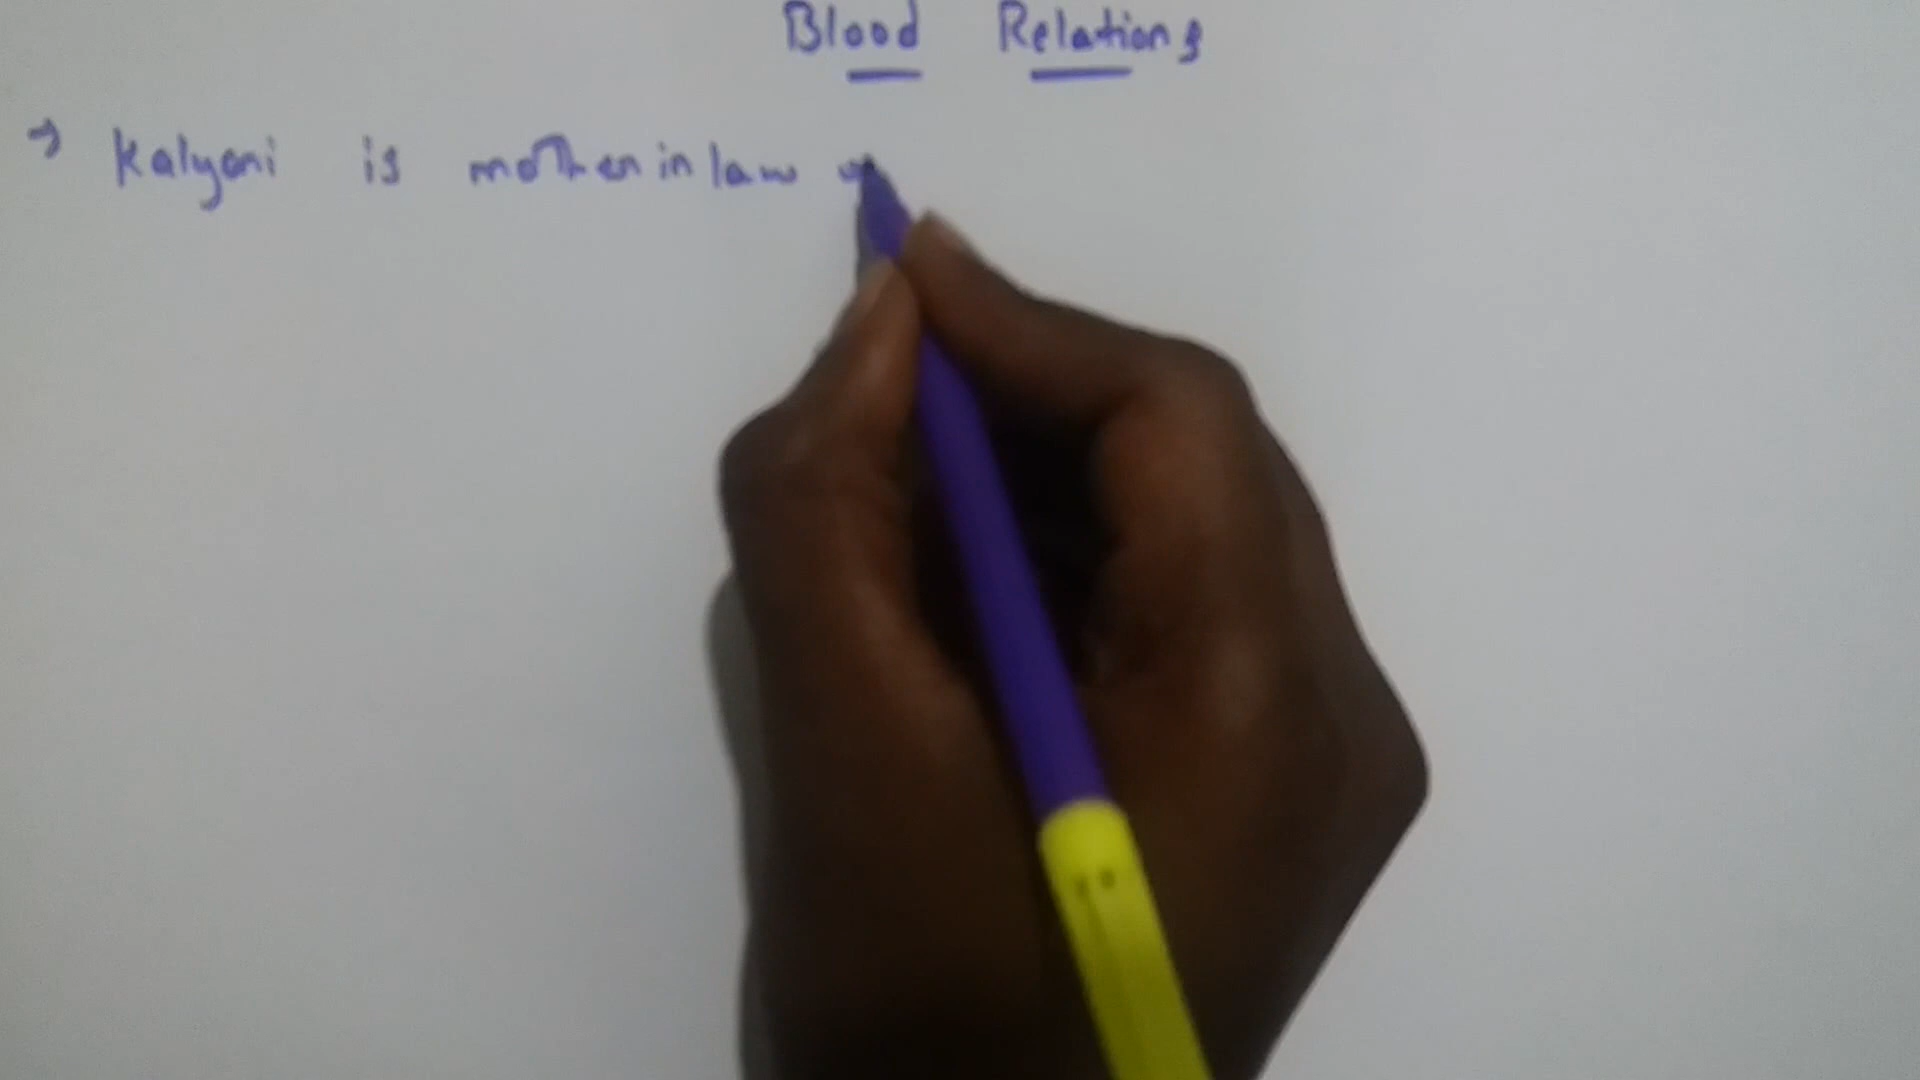 Blood Relations
→ Kalyani is mother in law